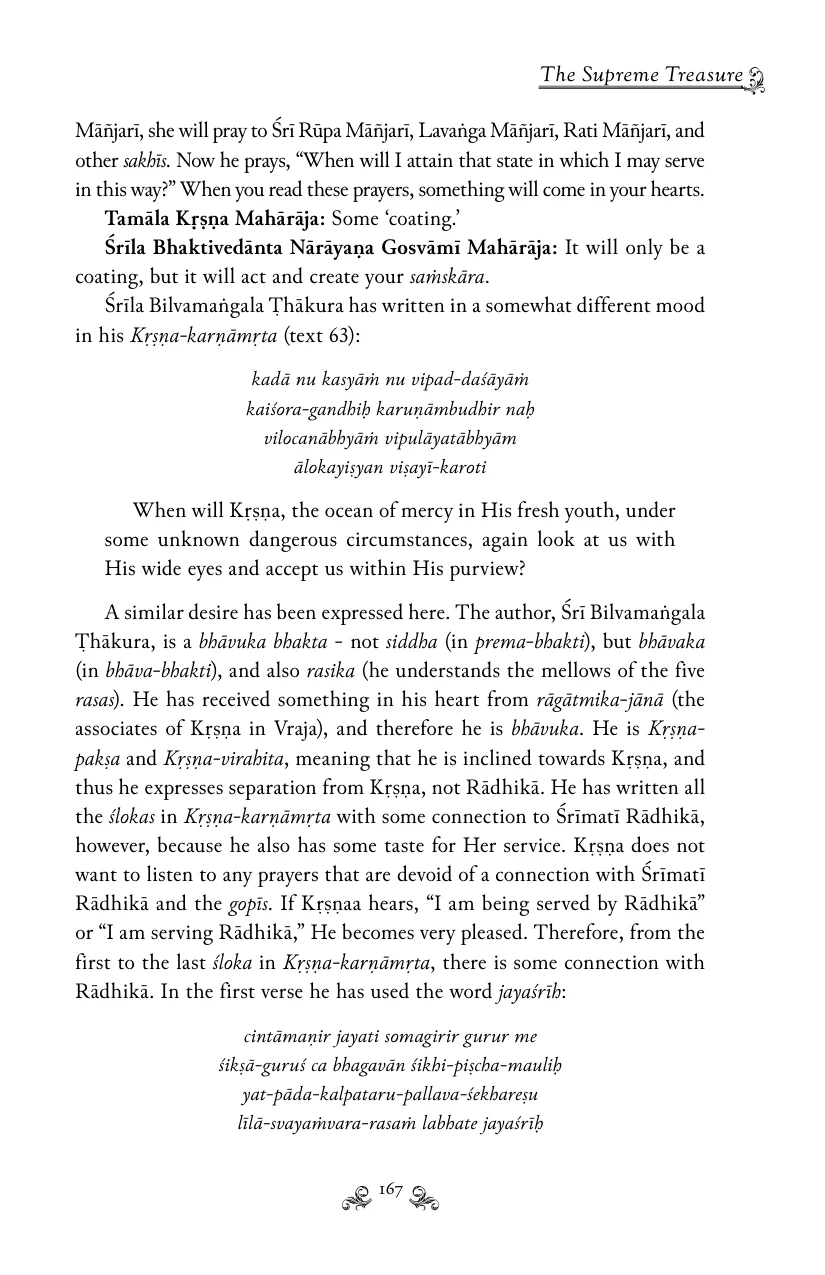 The Supreme Treasure
Māñjarī, she will pray to Śrī Rūpa Māñjarī, Lavaṅga Māñjarī, Rati Māñjarī, and
other sakhīs. Now he prays, “When will I attain that state in which I may serve
in this way?” When you read these prayers, something will come in your hearts.
Tamāla Kṛṣṇa Mahārāja: Some ‘coating.’
Śrīla Bhaktivedānta Nārāyaṇa Gosvāmī Mahārāja: It will only be a
coating, but it will act and create your saṁskāra.
Śrīla Bilvamaṅgala Ṭhākura has written in a somewhat different mood
in his Kṛṣṇa-karṇāmṛta (text 63):
kadā nu kasyāṁ nu vipad-daśāyāṁ
kaiśora-gandhiḥ karuṇāmbudhir naḥ
vilocanābhyāṁ vipulāyatābhyām
ālokayiṣyan viṣayī-karoti
When will Kṛṣṇa, the ocean of mercy in His fresh youth, under
some unknown dangerous circumstances, again look at us with
His wide eyes and accept us within His purview?
A similar desire has been expressed here. The author, Śrī Bilvamaṅgala
Ṭhākura, is a bhāvuka bhakta - not siddha (in prema-bhakti), but bhāvaka
(in bhāva-bhakti), and also rasika (he understands the mellows of the five
rasas). He has received something in his heart from rāgātmika-jānā (the
associates of Kṛṣṇa in Vraja), and therefore he is bhāvuka. He is Kṛṣṇa-
pakṣa and Kṛṣṇa-virahita, meaning that he is inclined towards Kṛṣṇa, and
thus he expresses separation from Kṛṣṇa, not Rādhikā. He has written all
the ślokas in Kṛṣṇa-karṇāmṛta with some connection to Śrīmatī Rādhikā,
however, because he also has some taste for Her service. Kṛṣṇa does not
want to listen to any prayers that are devoid of a connection with Śrīmatī
Rādhikā and the gopīs. If Kṛṣṇaa hears, “I am being served by Rādhikā”
or “I am serving Rādhikā,” He becomes very pleased. Therefore, from the
first to the last śloka in Kṛṣṇa-karṇāmṛta, there is some connection with
Rādhikā. In the first verse he has used the word jayaśrīh:
cintāmaṇir jayati somagirir gurur me
śikṣā-guruś ca bhagavān śikhi-piṣcha-mauliḥ
yat-pāda-kalpataru-pallava-śekhareṣu
līlā-svayaṁvara-rasaṁ labhate jayaśrīḥ
167